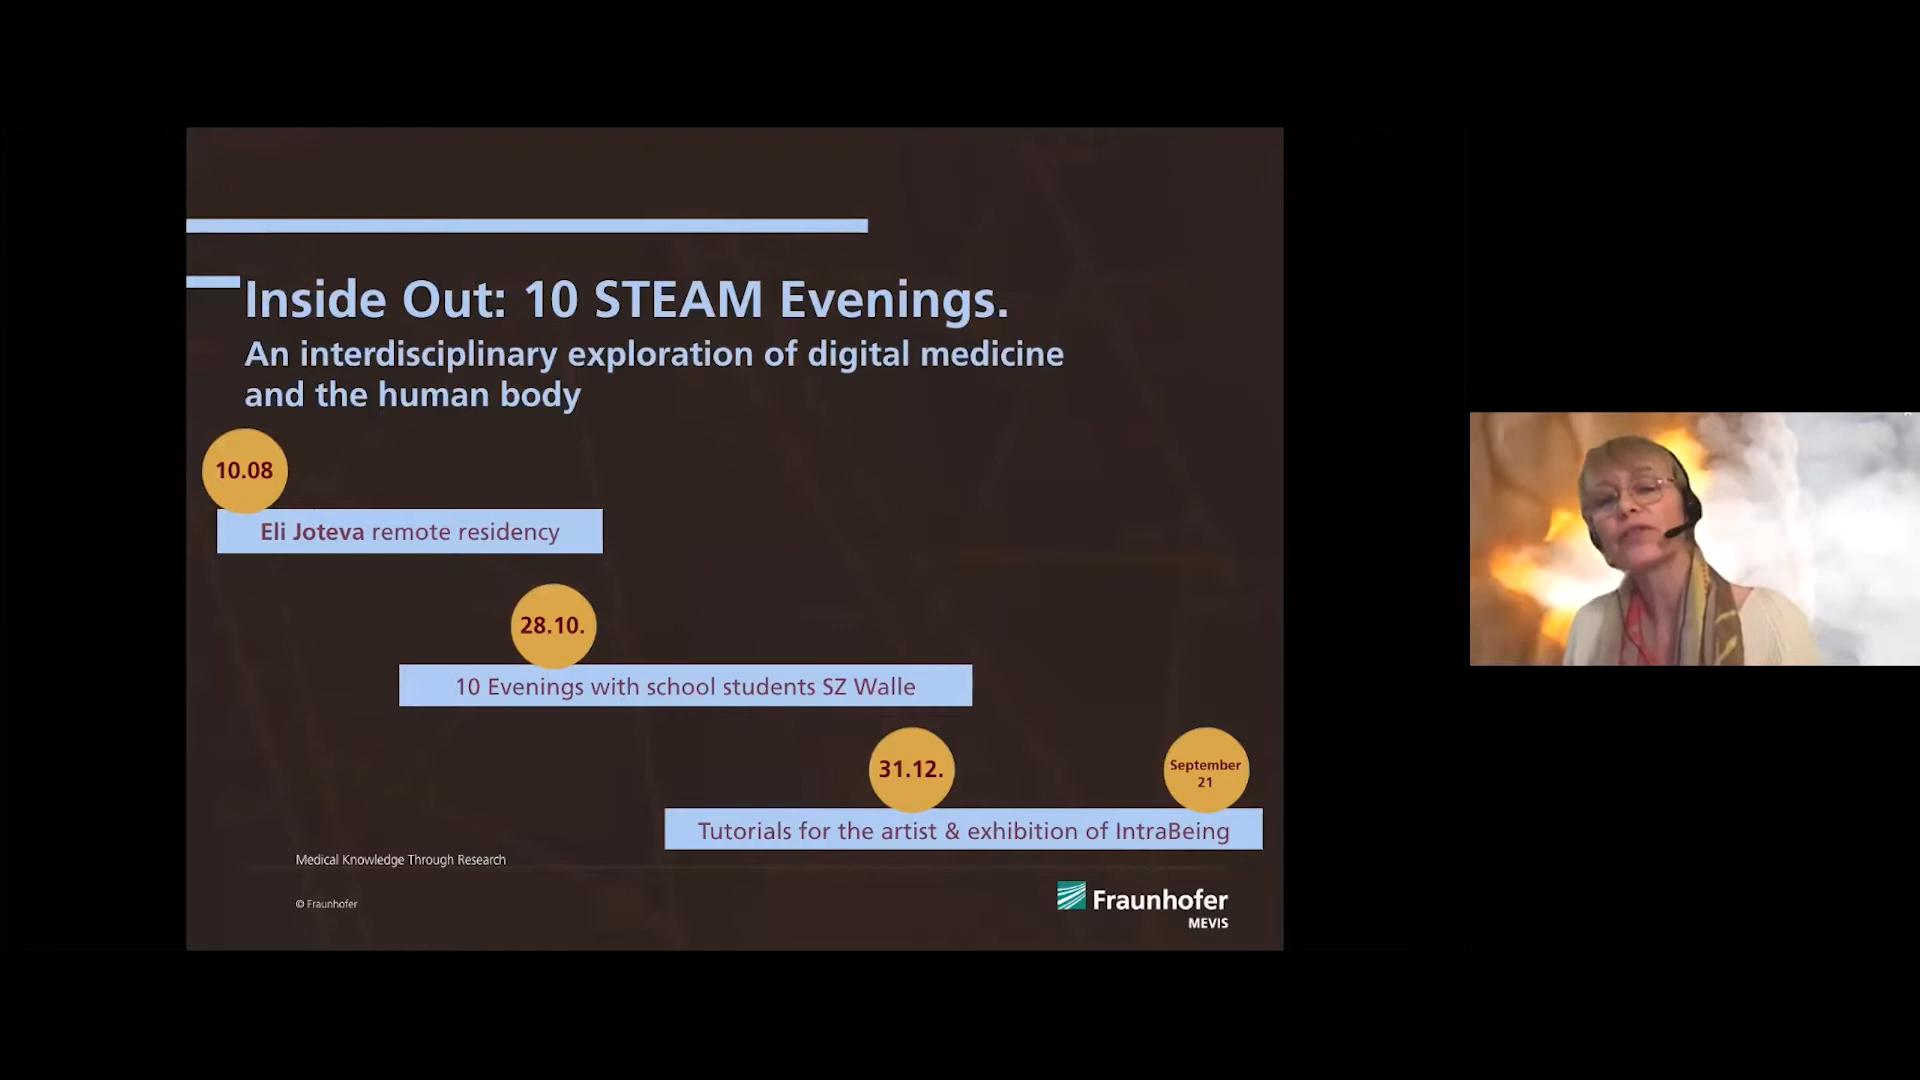 Inside Out: 10 STEAM Evenings.
An interdisciplinary exploration of digital medicine
and the human body
10.08
Eli Joteva remote residency
28.10.
10 Evenings with school students SZ Walle
31.12.
September
21
Tutorials for the artist & exhibition of IntraBeing
Medical Knowledge Through Research
© Fraunhofer
Fraunhofer
MEVIS